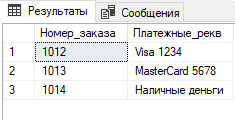 Результаты Сообщения
Номер_заказа Платежные_рекв
1 1012 Visa 1234
2 1013 MasterCard 5678
3 1014 Наличные деньги